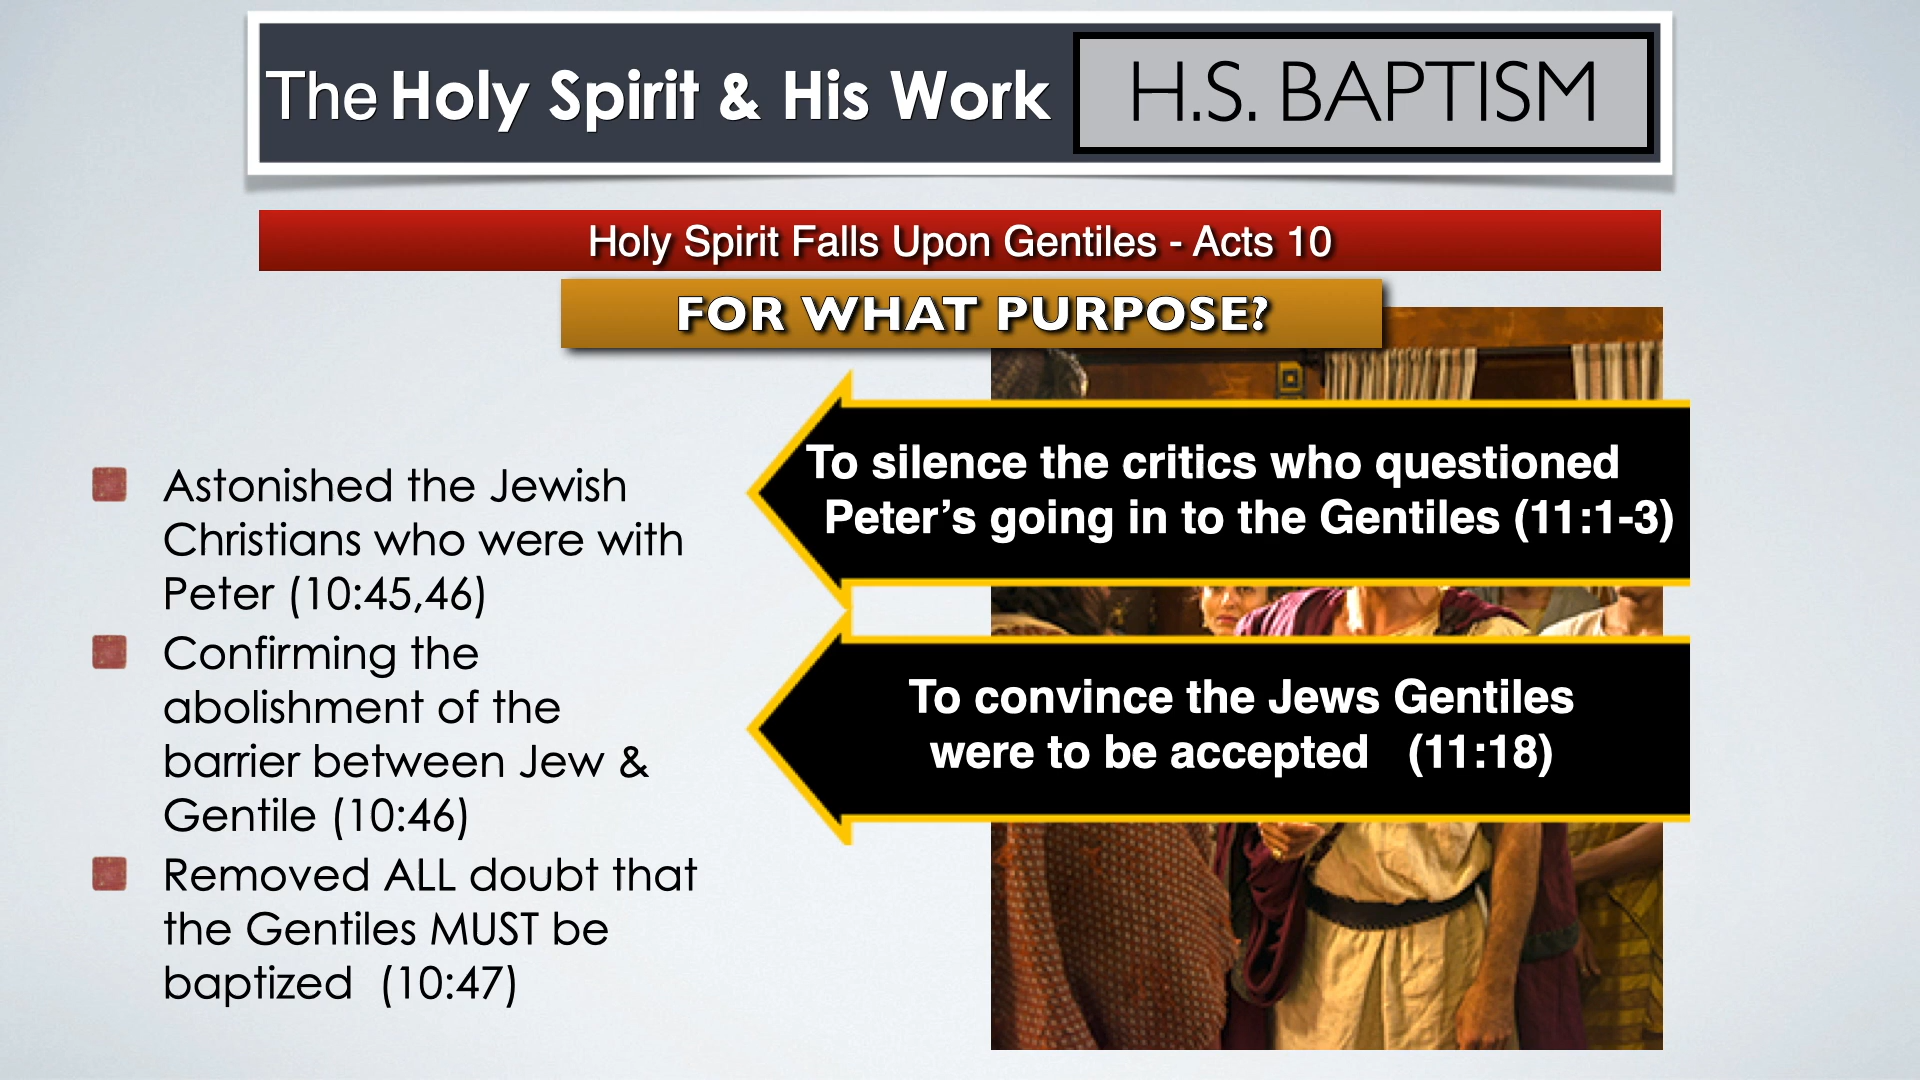 The Holy Spirit & His Work
H.S. BAPTISM
Holy Spirit Falls Upon Gentiles - Acts 10
FOR WHAT PURPOSE?
Astonished the Jewish
Christians who were with
Peter (10:45,46)
Confirming the
abolishment of the
barrier between Jew &
Gentile (10:46)
Removed ALL doubt that
the Gentiles MUST be
baptized (10:47)
To silence the critics who questioned
Peter’s going in to the Gentiles (11:1-3)
To convince the Jews Gentiles
were to be accepted (11:18)